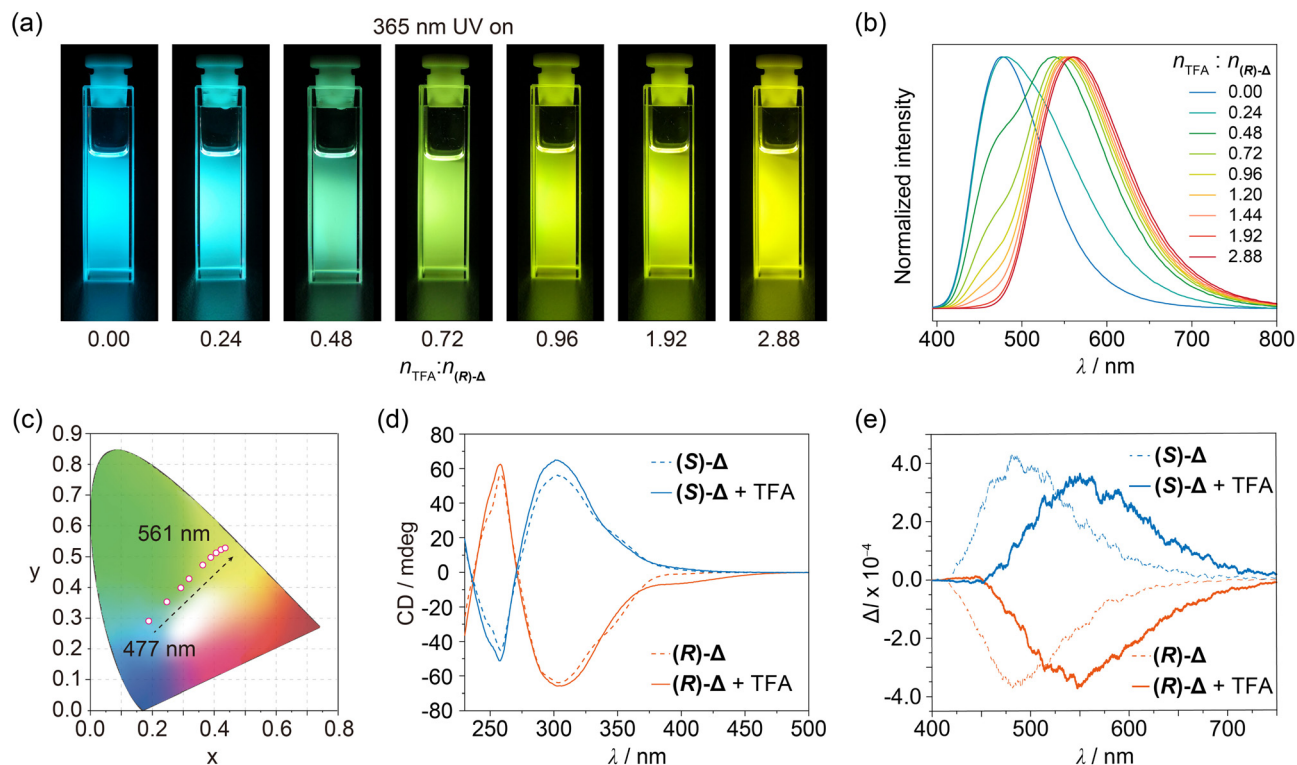 (a)
365 nm UV on
0.00 0.24 0.48 0.72 0.96 1.92 2.88
nTFA:n(R)-Δ
(b)
Normalized intensity
nTFA : n(R)-Δ
0.00
0.24
0.48
0.72
0.96
1.20
1.44
1.92
2.88
400 500 600 700 800
λ / nm
(c)
0.9
0.8
0.7
0.6
0.5
y
0.4
0.3
0.2
0.1
0.0
561 nm
477 nm
0.0 0.2 0.4 0.6 0.8
x
(d)
CD / mdeg
80
60
40
20
0
-20
-40
-60
-80
(S)-Δ
(S)-Δ + TFA
(R)-Δ
(R)-Δ + TFA
250 300 350 400 450 500
λ / nm
(e)
ΔI x 10⁻⁴
4.0
2.0
0.0
-2.0
-4.0
(S)-Δ
(S)-Δ + TFA
(R)-Δ
(R)-Δ + TFA
400 500 600 700
λ / nm